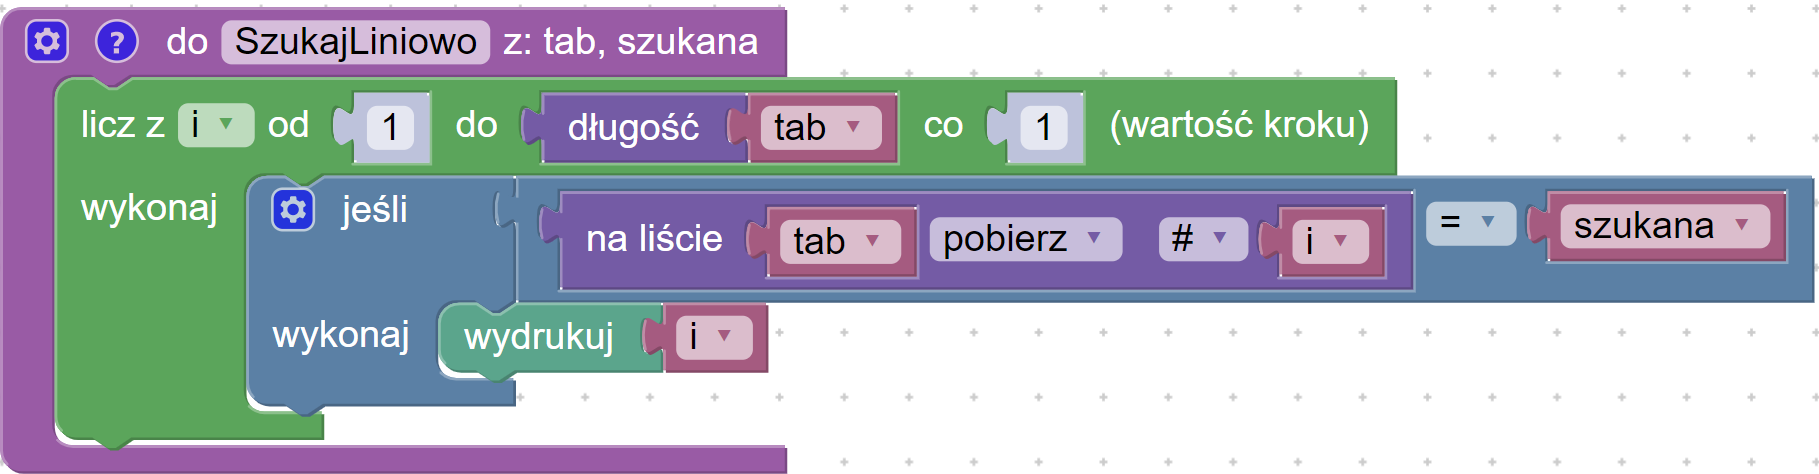 ? do SzukajLiniowo z: tab, szukana
licz z i od 1 do długość tab co 1 (wartość kroku)
wykonaj jeśli na liście tab pobierz # i = szukana
wykonaj wydrukuj i